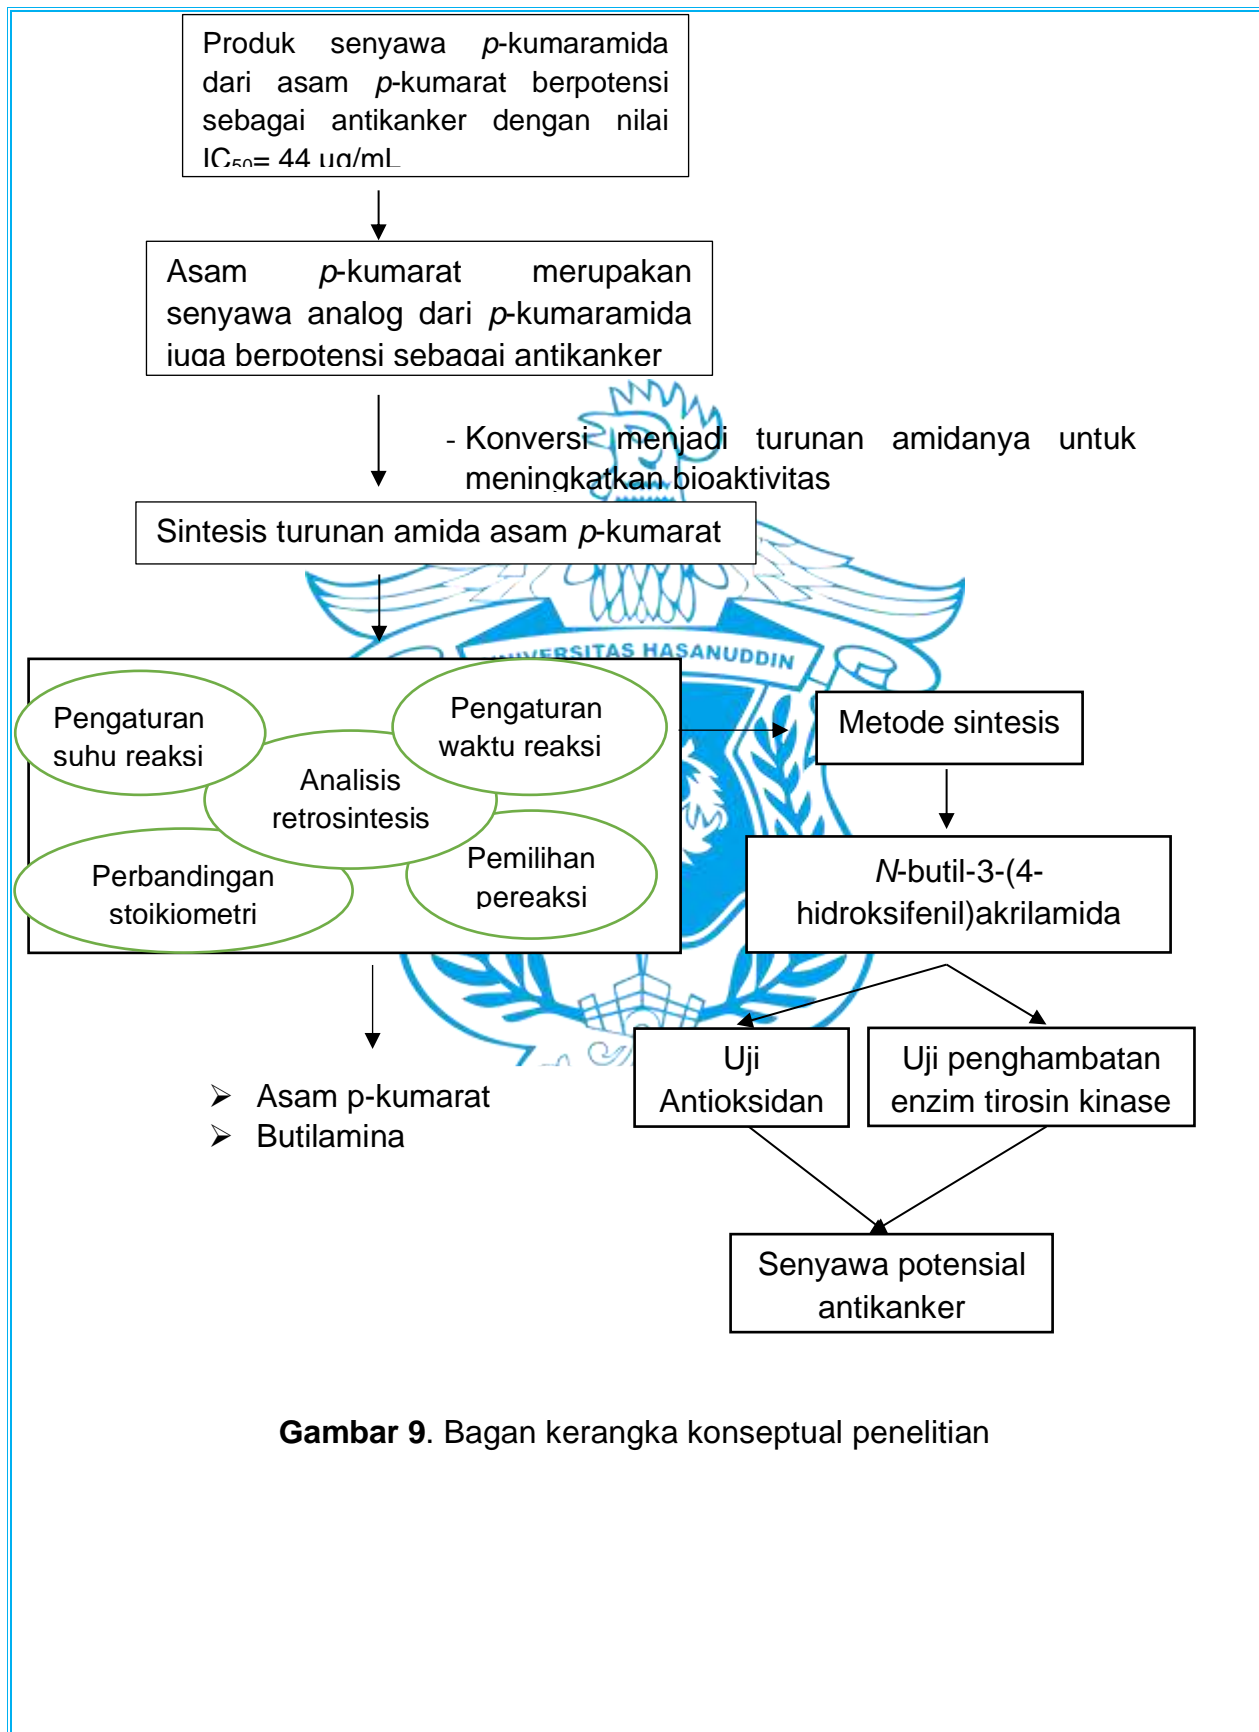 Produk senyawa p-kumaramida
dari asam p-kumarat berpotensi
sebagai antikanker dengan nilai
IC₅₀= 44 µg/mL
Asam p-kumarat merupakan
senyawa analog dari p-kumaramida
juga berpotensi sebagai antikanker
- Konversi menjadi turunan amidanya untuk
meningkatkan bioaktivitas
Sintesis turunan amida asam p-kumarat
UNIVERSITAS HASANUDDIN
Pengaturan
suhu reaksi
Pengaturan
waktu reaksi
Analisis
retrosintesis
Perbandingan
stoikiometri
Pemilihan
pereaksi
Metode sintesis
N-butil-3-(4-
hidroksifenil)akrilamida
➢ Asam p-kumarat
➢ Butilamina
Uji
Antioksidan
Uji penghambatan
enzim tirosin kinase
Senyawa potensial
antikanker
Gambar 9. Bagan kerangka konseptual penelitian